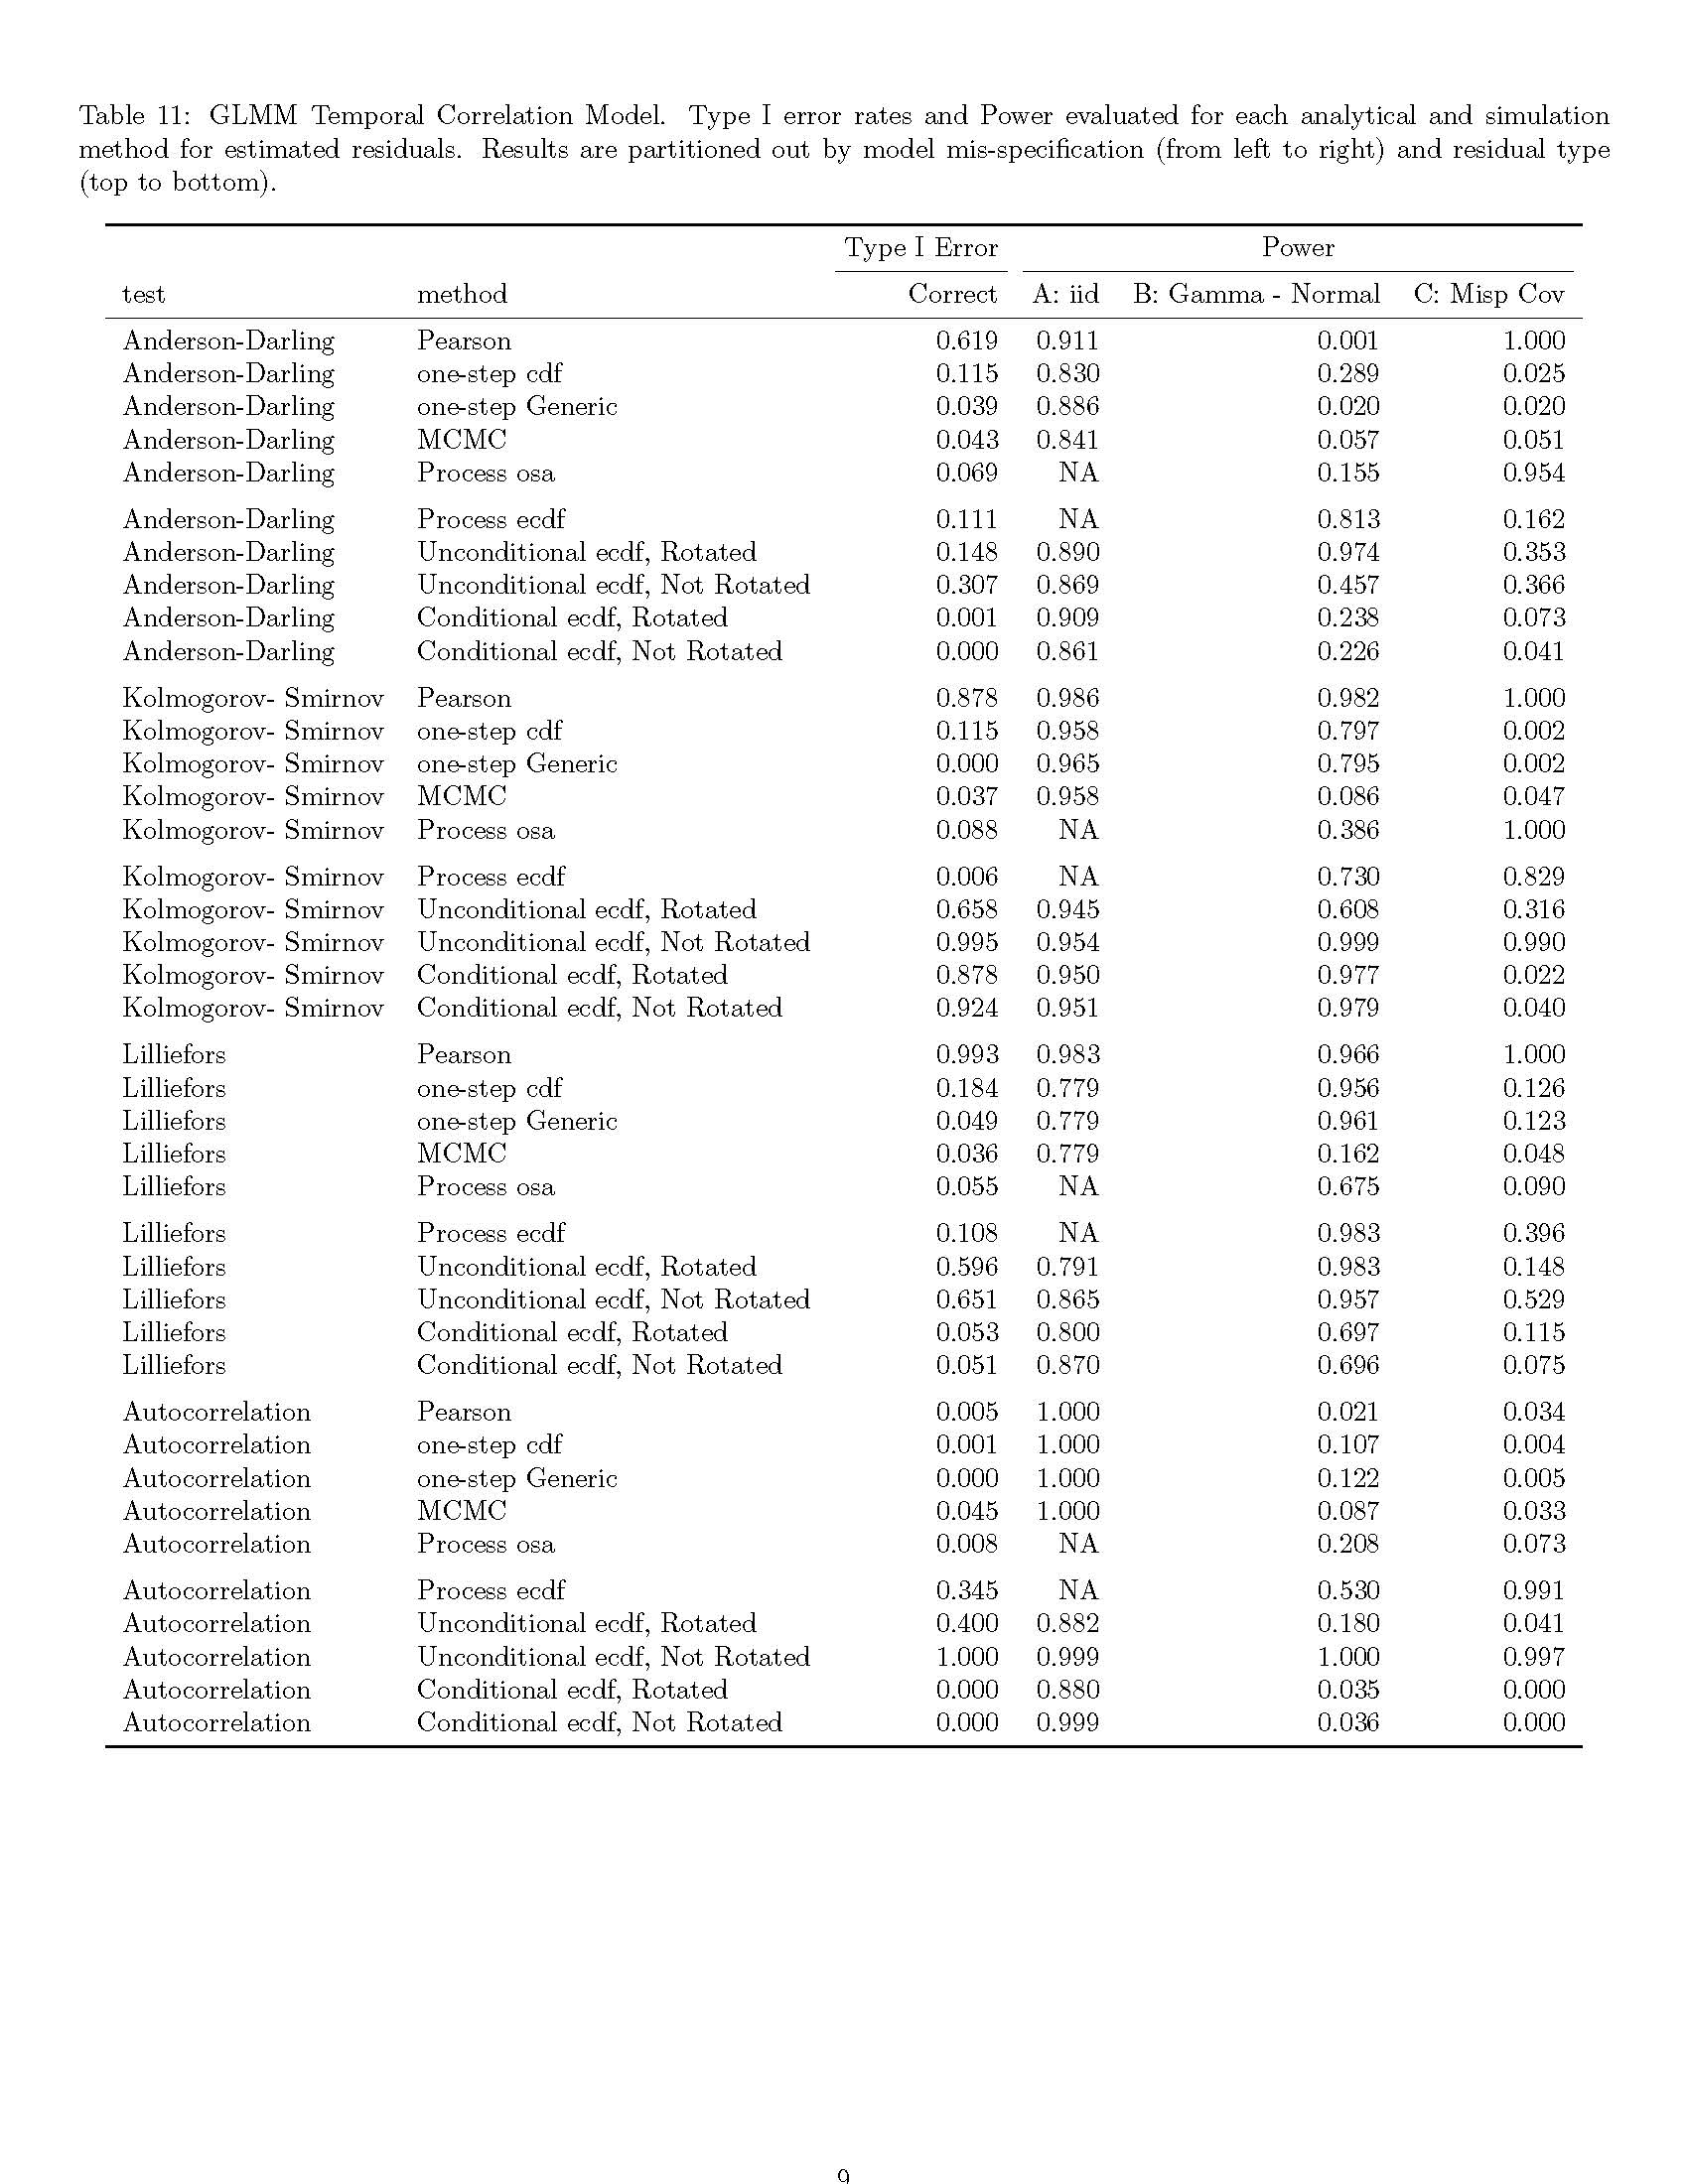 Table 11: GLMM Temporal Correlation Model. Type I error rates and Power evaluated for each analytical and simulation
method for estimated residuals. Results are partitioned out by model mis-specification (from left to right) and residual type
(top to bottom).
Type I Error Power
test method Correct A: iid B: Gamma - Normal C: Misp Cov
Anderson-Darling Pearson 0.619 0.911 0.001 1.000
Anderson-Darling one-step cdf 0.115 0.830 0.289 0.025
Anderson-Darling one-step Generic 0.039 0.886 0.020 0.020
Anderson-Darling MCMC 0.043 0.841 0.057 0.051
Anderson-Darling Process osa 0.069 NA 0.155 0.954
Anderson-Darling Process ecdf 0.111 NA 0.813 0.162
Anderson-Darling Unconditional ecdf, Rotated 0.148 0.890 0.974 0.353
Anderson-Darling Unconditional ecdf, Not Rotated 0.307 0.869 0.457 0.366
Anderson-Darling Conditional ecdf, Rotated 0.001 0.909 0.238 0.073
Anderson-Darling Conditional ecdf, Not Rotated 0.000 0.861 0.226 0.041
Kolmogorov- Smirnov Pearson 0.878 0.986 0.982 1.000
Kolmogorov- Smirnov one-step cdf 0.115 0.958 0.797 0.002
Kolmogorov- Smirnov one-step Generic 0.000 0.965 0.795 0.002
Kolmogorov- Smirnov MCMC 0.037 0.958 0.086 0.047
Kolmogorov- Smirnov Process osa 0.088 NA 0.386 1.000
Kolmogorov- Smirnov Process ecdf 0.006 NA 0.730 0.829
Kolmogorov- Smirnov Unconditional ecdf, Rotated 0.658 0.945 0.608 0.316
Kolmogorov- Smirnov Unconditional ecdf, Not Rotated 0.995 0.954 0.999 0.990
Kolmogorov- Smirnov Conditional ecdf, Rotated 0.878 0.950 0.977 0.022
Kolmogorov- Smirnov Conditional ecdf, Not Rotated 0.924 0.951 0.979 0.040
Lilliefors Pearson 0.993 0.983 0.966 1.000
Lilliefors one-step cdf 0.184 0.779 0.956 0.126
Lilliefors one-step Generic 0.049 0.779 0.961 0.123
Lilliefors MCMC 0.036 0.779 0.162 0.048
Lilliefors Process osa 0.055 NA 0.675 0.090
Lilliefors Process ecdf 0.108 NA 0.983 0.396
Lilliefors Unconditional ecdf, Rotated 0.596 0.791 0.983 0.148
Lilliefors Unconditional ecdf, Not Rotated 0.651 0.865 0.957 0.529
Lilliefors Conditional ecdf, Rotated 0.053 0.800 0.697 0.115
Lilliefors Conditional ecdf, Not Rotated 0.051 0.870 0.696 0.075
Autocorrelation Pearson 0.005 1.000 0.021 0.034
Autocorrelation one-step cdf 0.001 1.000 0.107 0.004
Autocorrelation one-step Generic 0.000 1.000 0.122 0.005
Autocorrelation MCMC 0.045 1.000 0.087 0.033
Autocorrelation Process osa 0.008 NA 0.208 0.073
Autocorrelation Process ecdf 0.345 NA 0.530 0.991
Autocorrelation Unconditional ecdf, Rotated 0.400 0.882 0.180 0.041
Autocorrelation Unconditional ecdf, Not Rotated 1.000 0.999 1.000 0.997
Autocorrelation Conditional ecdf, Rotated 0.000 0.880 0.035 0.000
Autocorrelation Conditional ecdf, Not Rotated 0.000 0.999 0.036 0.000
9